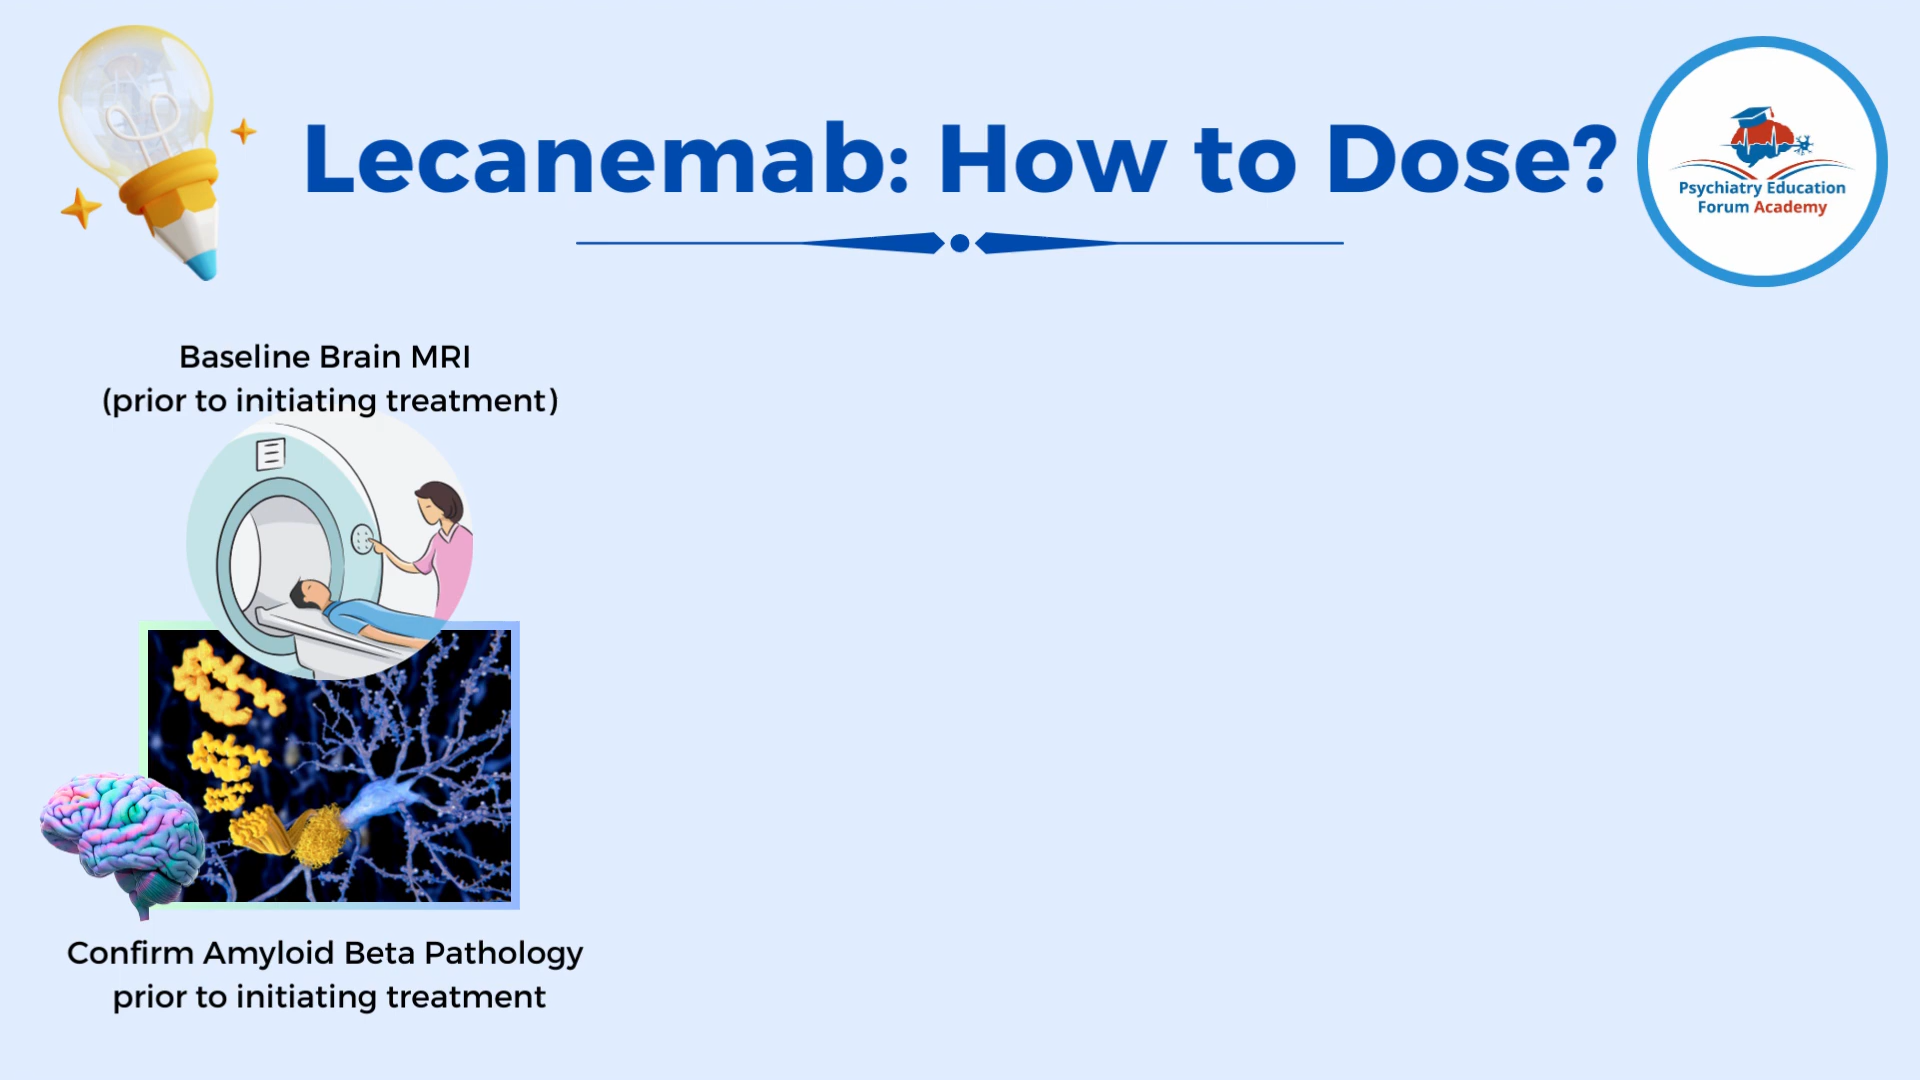 Lecanemab: How to Dose?
Psychiatry Education
Forum Academy
Baseline Brain MRI
(prior to initiating treatment)
Confirm Amyloid Beta Pathology
prior to initiating treatment